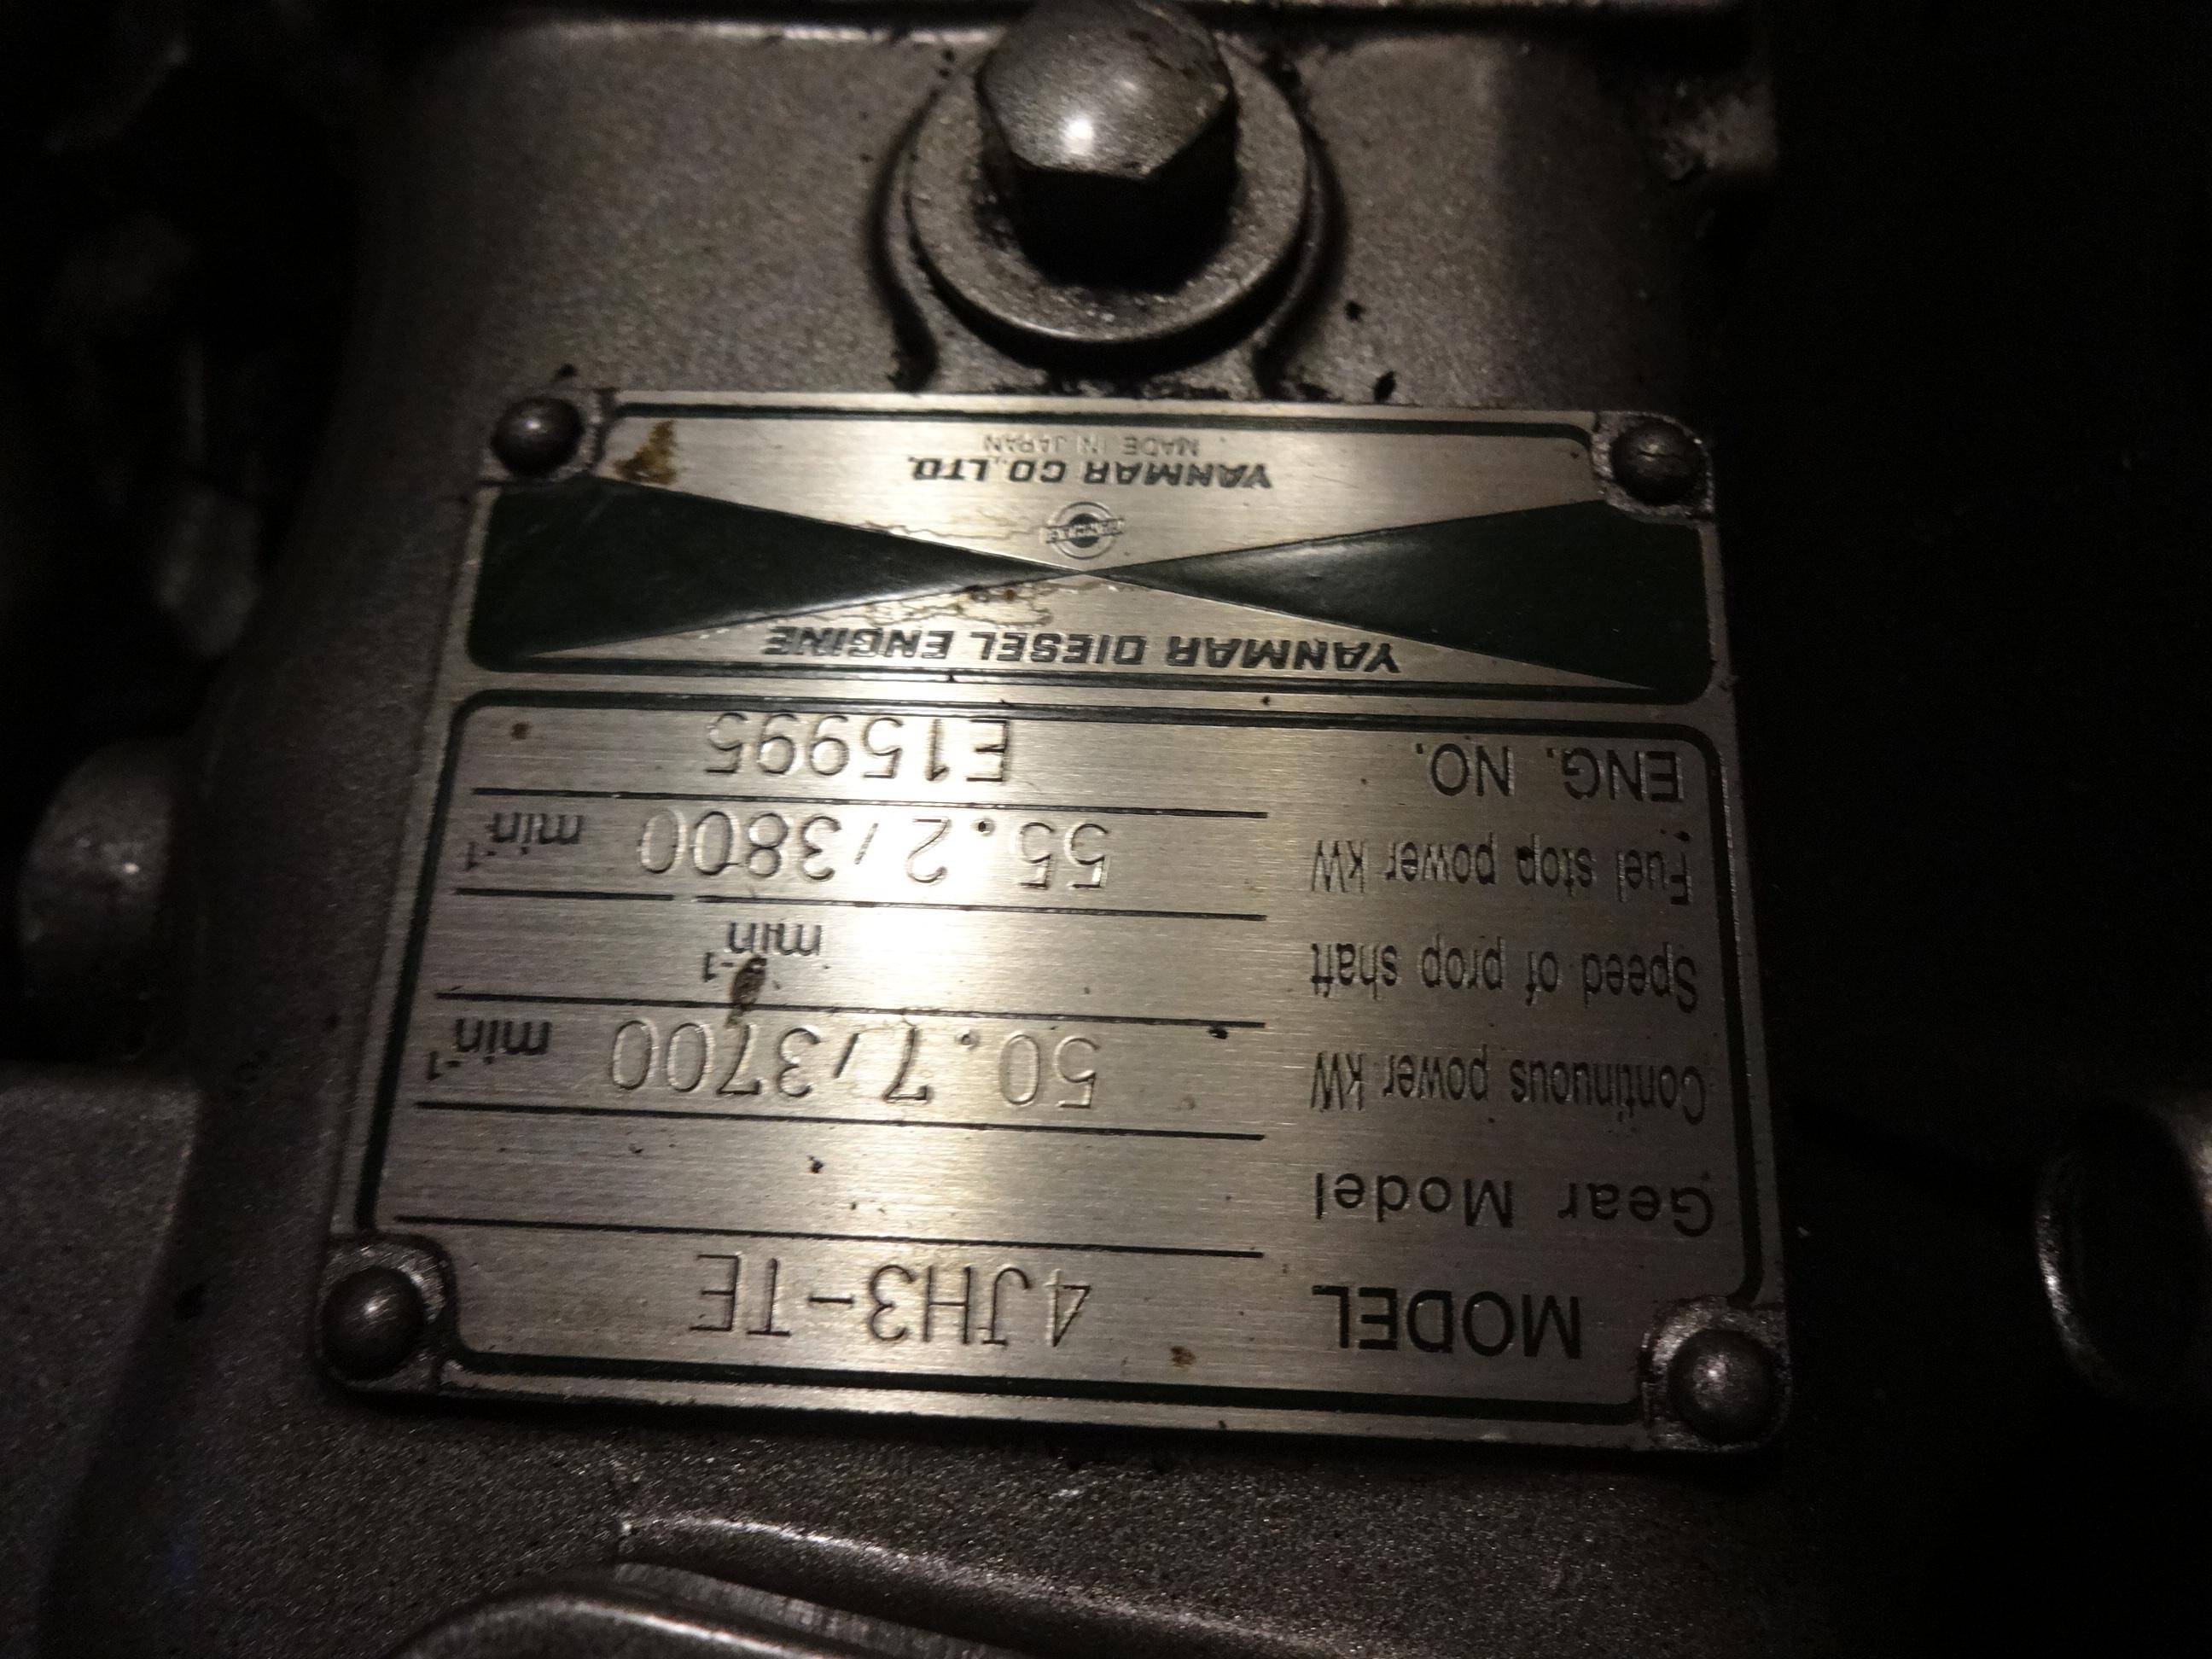 MODEL 4JH3-TE
Gear Model
Continuous power kW 50.7/3700 min-1
Speed of prop shaft min-1
Fuel stop power kW 55.2/3800 min-1
ENG. NO. E15995
YANMAR DIESEL ENGINE
YANMAR
YANMAR CO.,LTD.
MADE IN JAPAN